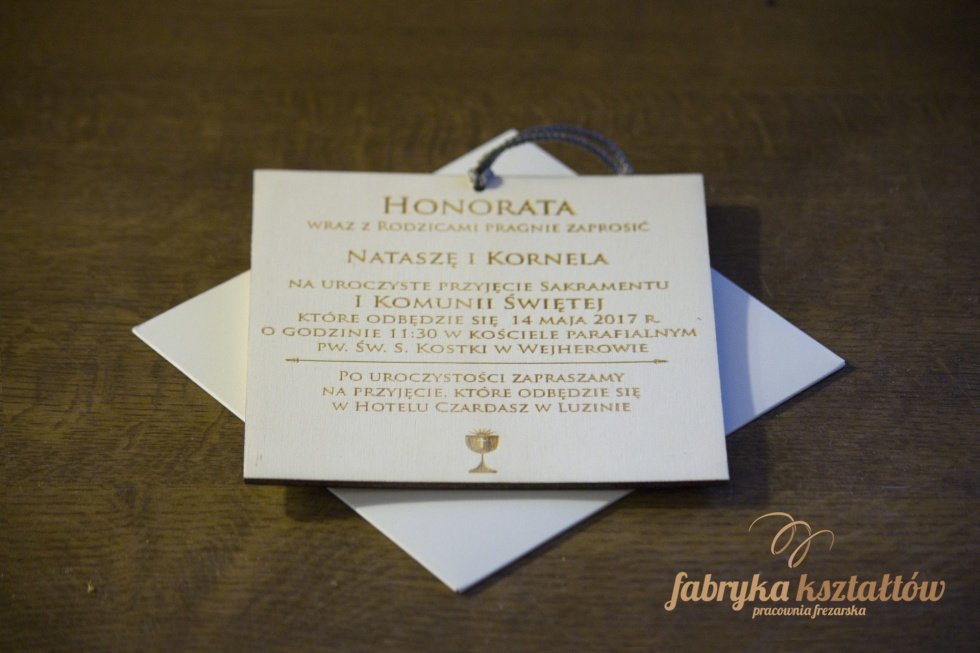 HONORATA
WRAZ Z RODZICAMI PRAGNIE ZAPROSIĆ
NATASZĘ I KORNELA
NA UROCZYSTE PRZYJĘCIE SAKRAMENTU
I KOMUNII ŚWIĘTEJ
KTÓRE ODBĘDZIE SIĘ 14 MAJA 2017 R.
O GODZINIE 11:30 W KOŚCIELE PARAFIALNYM
PW. ŚW. S. KOSTKI W WEJHEROWIE
PO UROCZYSTOŚCI ZAPRASZAMY
NA PRZYJĘCIE, KTÓRE ODBĘDZIE SIĘ
W HOTELU CZARDASZ W LUZINIE
fabryka kształtów
pracownia frezarska